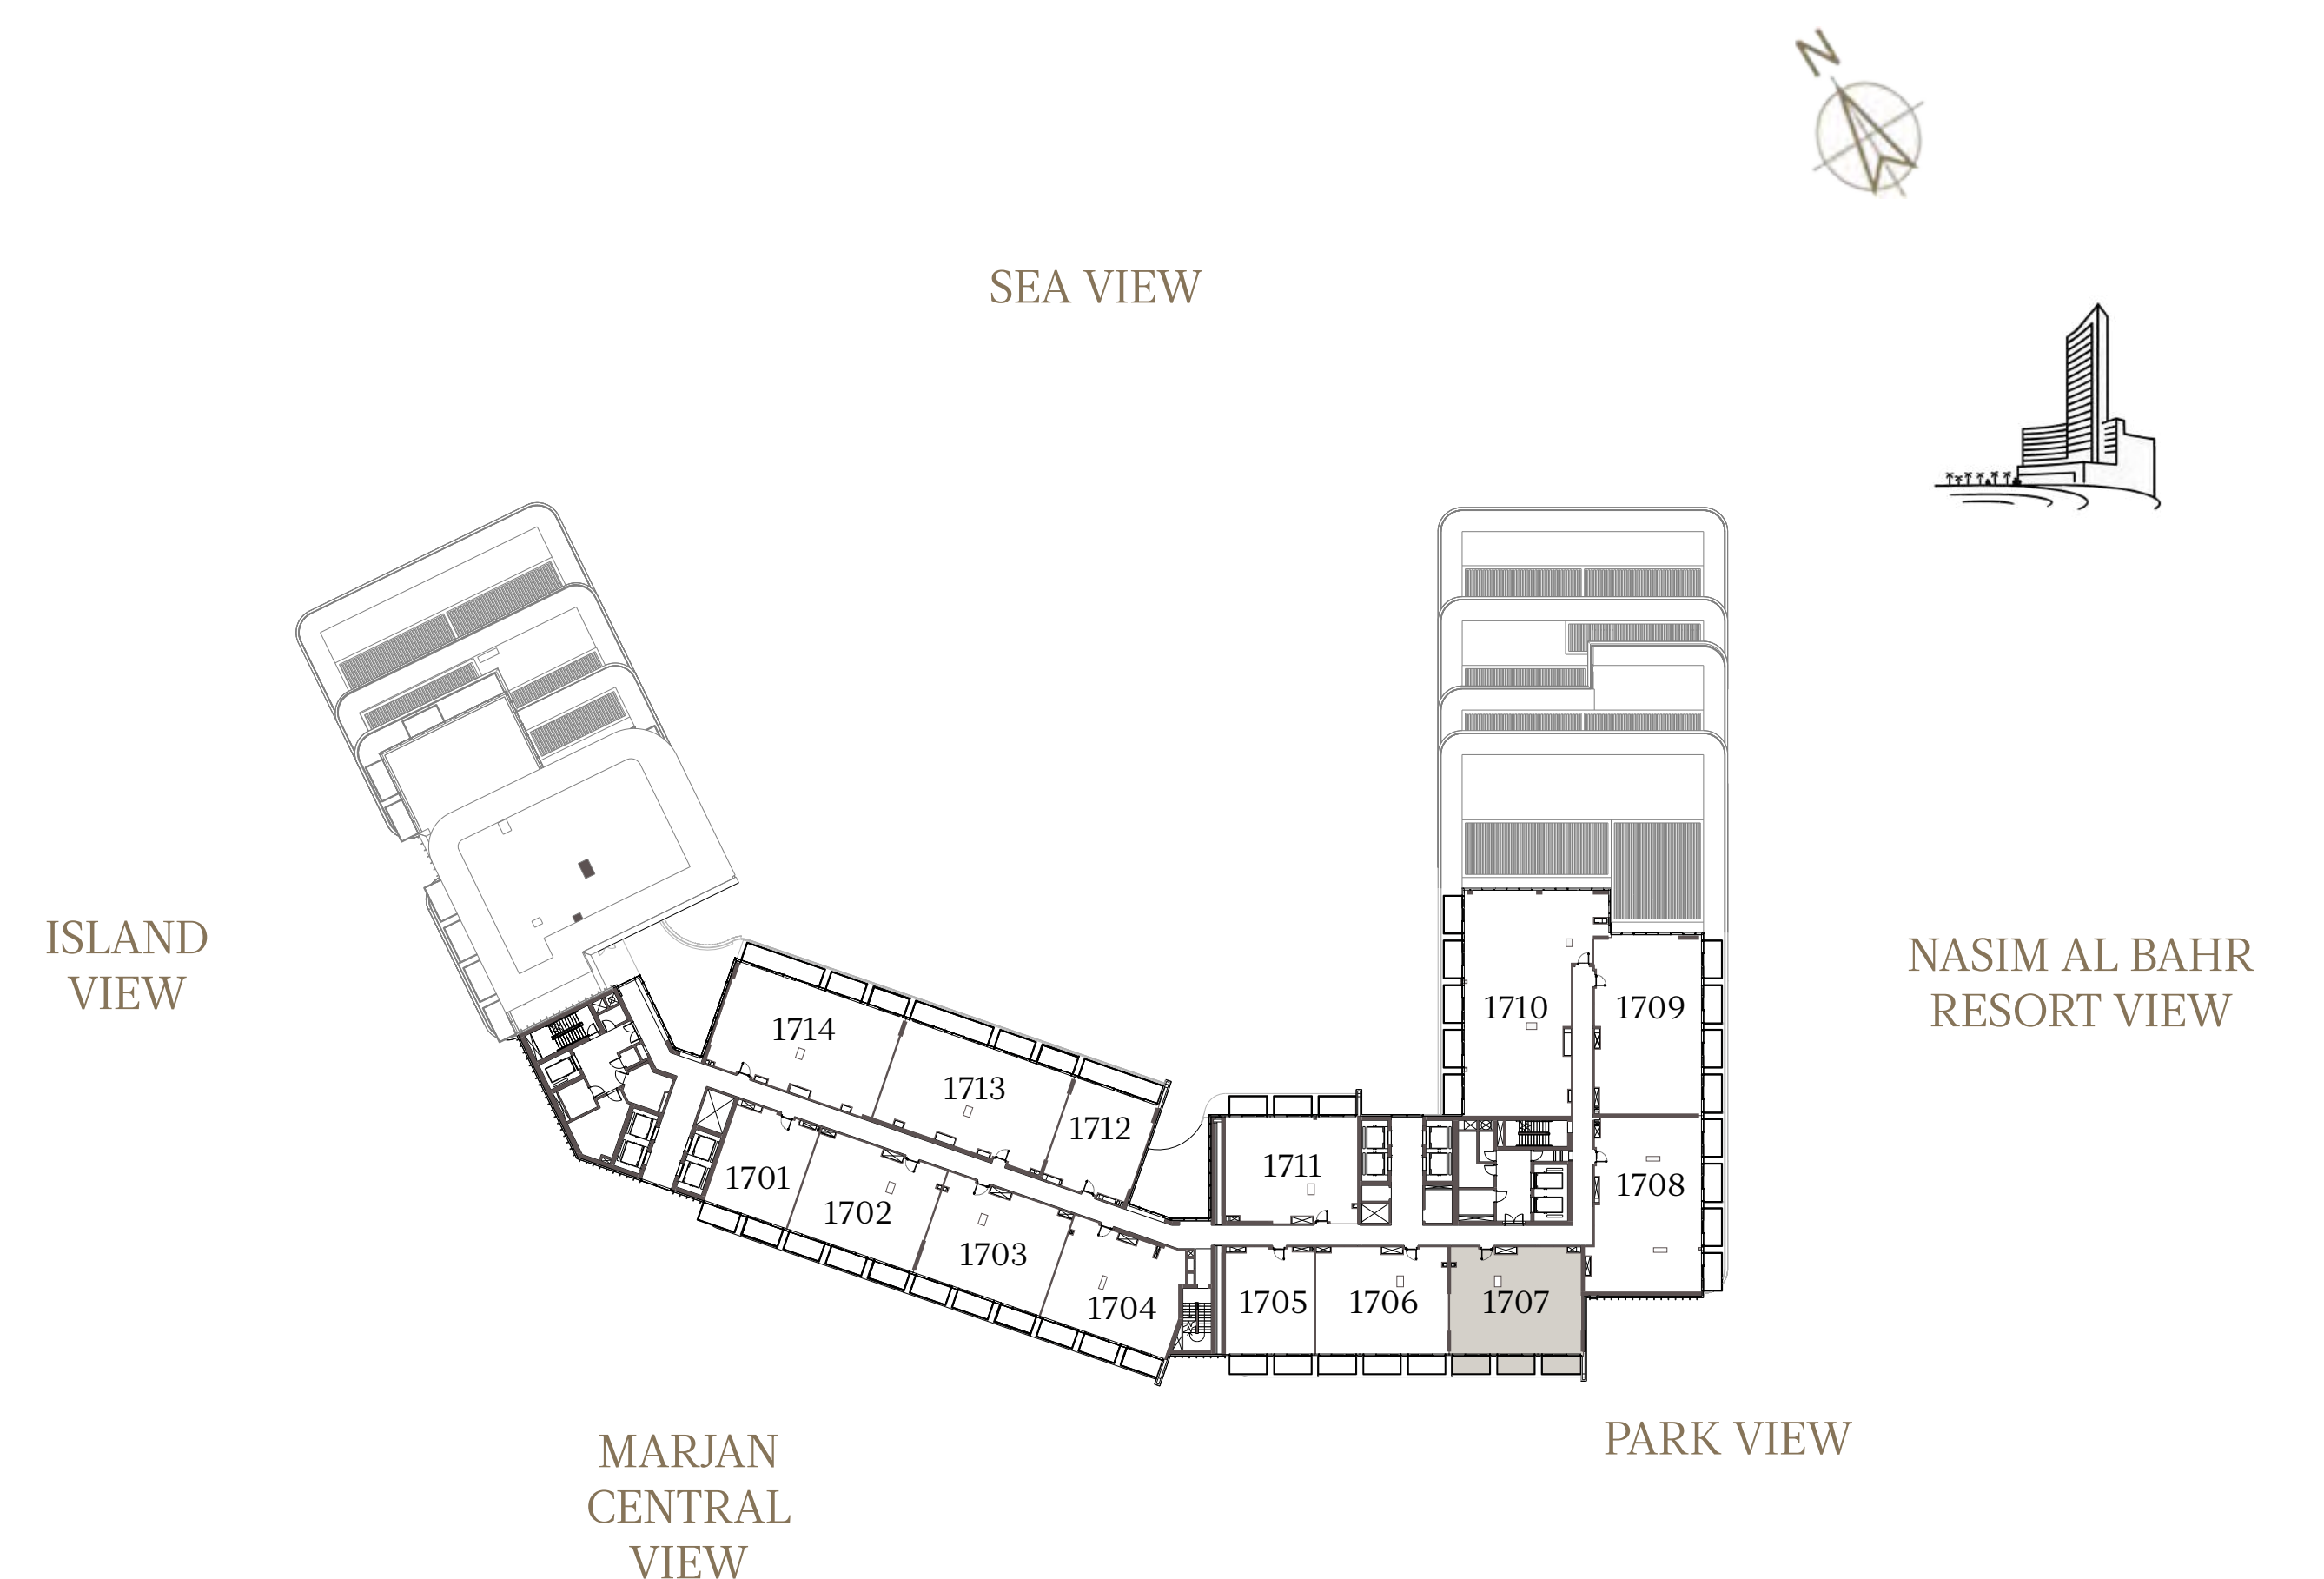 N
SEA VIEW
ISLAND
VIEW
NASIM AL BAHR
RESORT VIEW
1714
1713
1712
1710
1709
1711
1708
1701
1702
1703
1704
1705
1706
1707
PARK VIEW
MARJAN
CENTRAL
VIEW